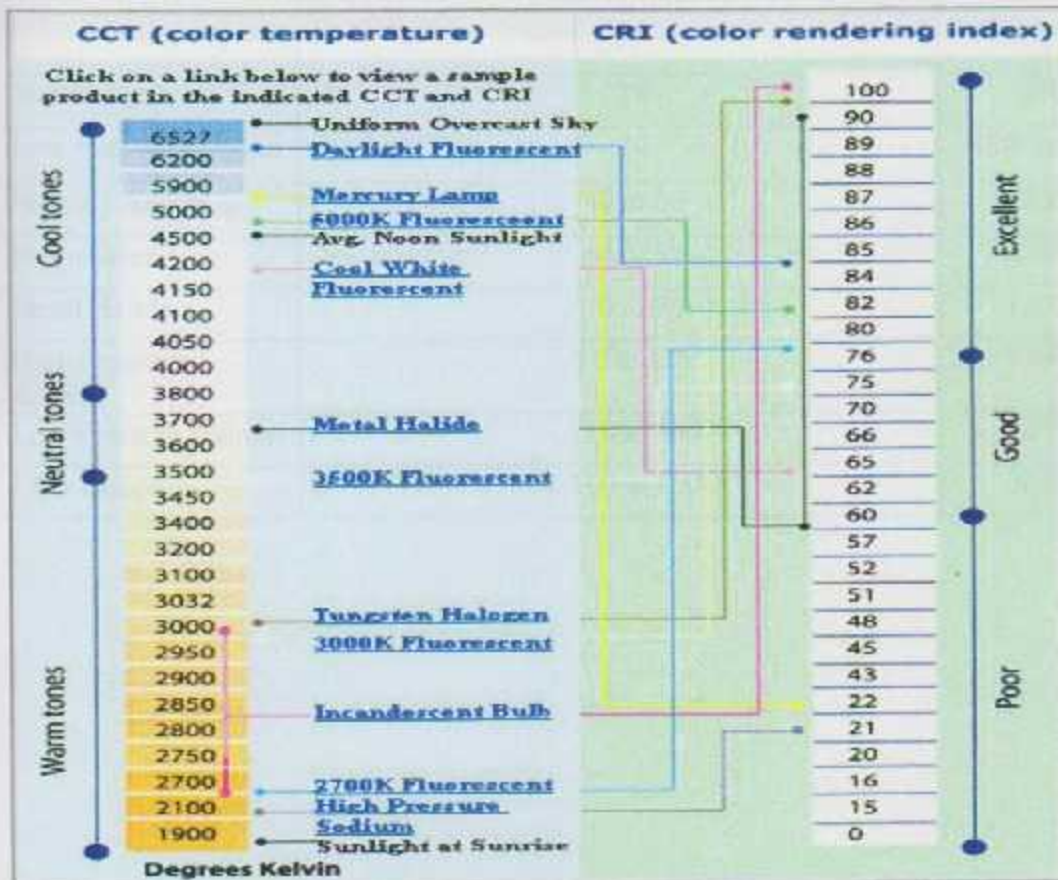 CCT (color temperature)
CRI (color rendering index)
Click on a link below to view a sample
product in the indicated CCT and CRI
Cool tones
Neutral tones
Warm tones
6527
6200
5900
5000
4500
4200
4150
4100
4050
4000
3800
3700
3600
3500
3450
3400
3200
3100
3032
3000
2950
2900
2850
2800
2750
2700
2100
1900
Degrees Kelvin
Uniform Overcast Sky
Daylight Fluorescent
Mercury Lamp
5000K Fluorescent
Avg. Noon Sunlight
Cool White
Fluorescent
Metal Halide
3500K Fluorescent
Tungsten Halogen
3000K Fluorescent
Incandescent Bulb
2700K Fluorescent
High Pressure
Sodium
Sunlight at Sunrise
100
90
89
88
87
86
85
84
82
80
76
75
70
66
65
62
60
57
52
51
48
45
43
22
21
20
16
15
0
Excellent
Good
Poor